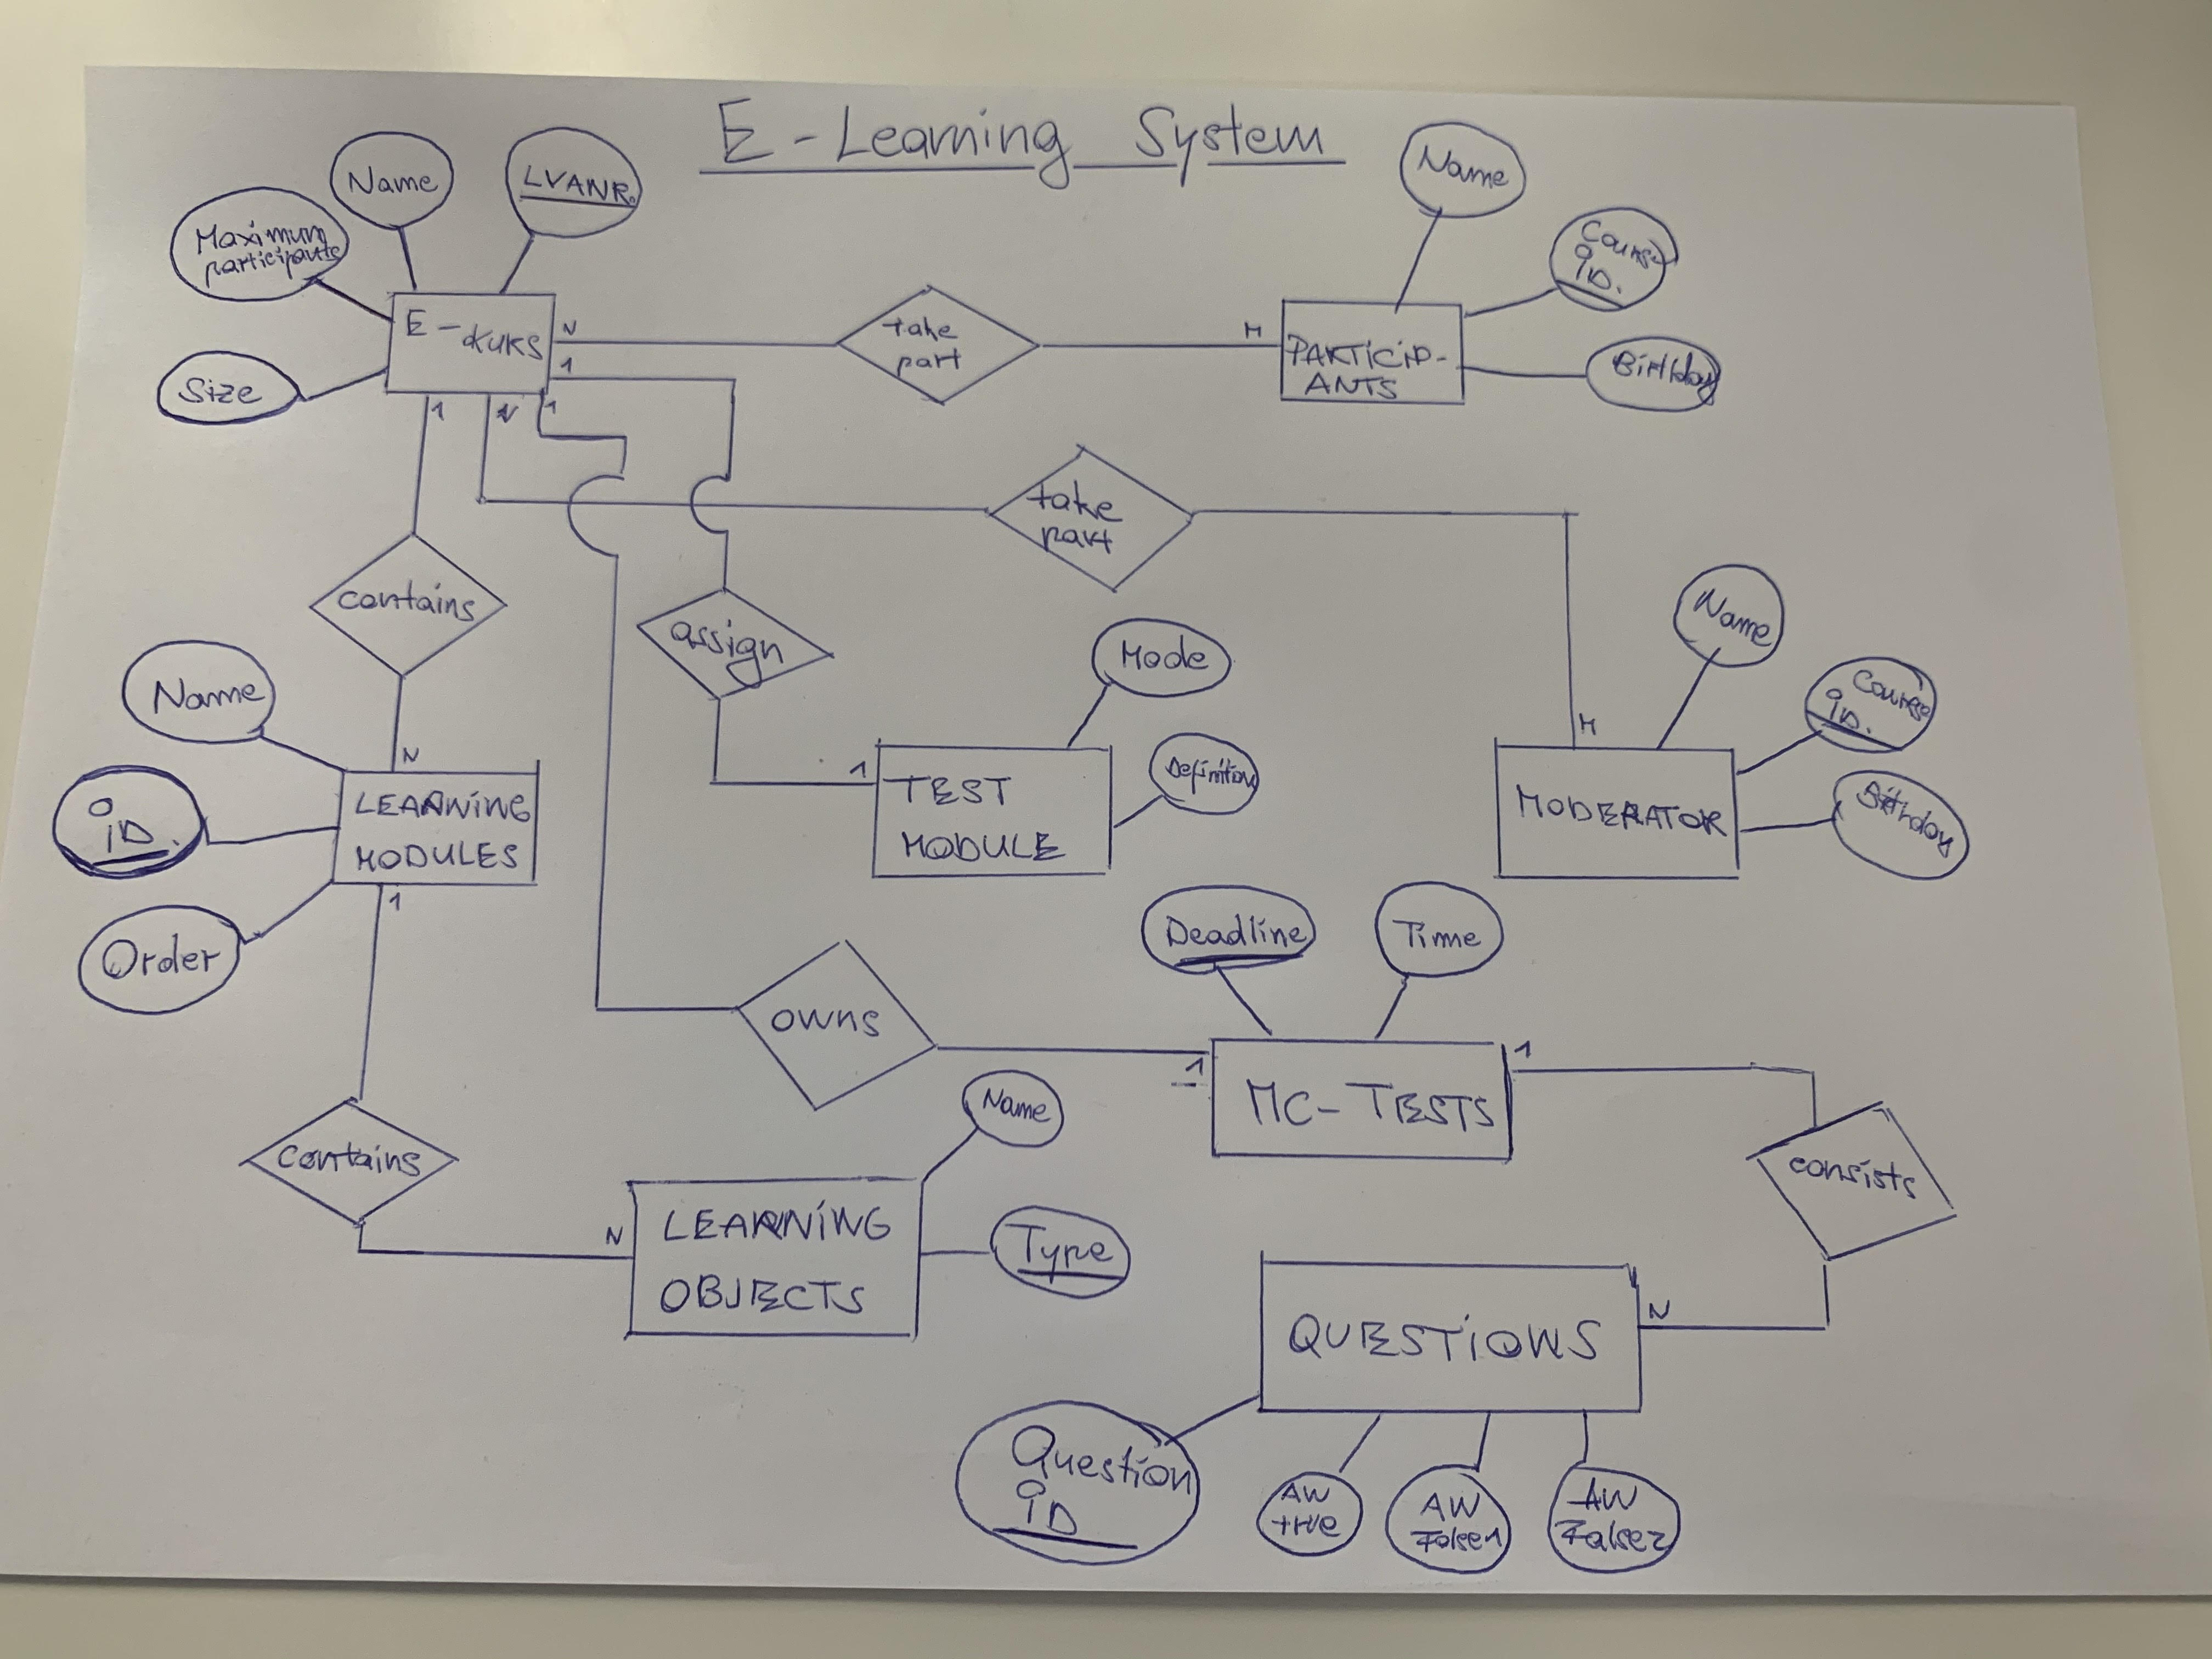 E-Learning System
Name
LVANR.
Maximum
participants
Size
E-kurs
N
1
1
N
1
take
part
M
PARTICIP-
ANTS
Name
Course
ID.
Birthday
contains
N
take
part
M
MODERATOR
Name
Course
ID.
Birthday
assign
1
TEST
MODULE
Mode
Definition
Name
ID.
Order
LEARNING
MODULES
1
owns
1
MC-TESTS
Deadline
Time
1
consists
contains
N
LEARNING
OBJECTS
Name
Type
N
QUESTIONS
Question
ID
AW
true
AW
False1
AW
False2